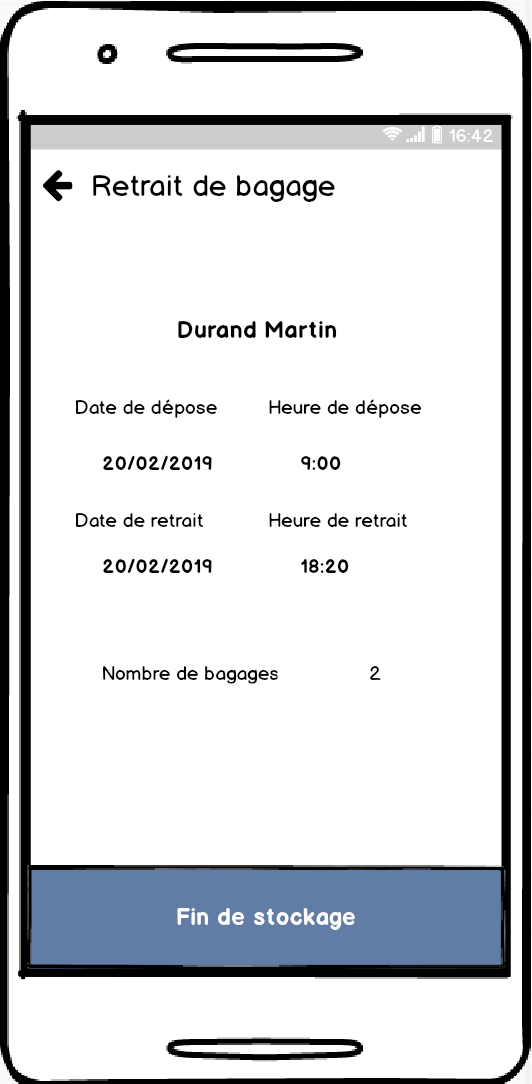 16:42
Retrait de bagage
Durand Martin
Date de dépose Heure de dépose
20/02/2019 9:00
Date de retrait Heure de retrait
20/02/2019 18:20
Nombre de bagages 2
Fin de stockage